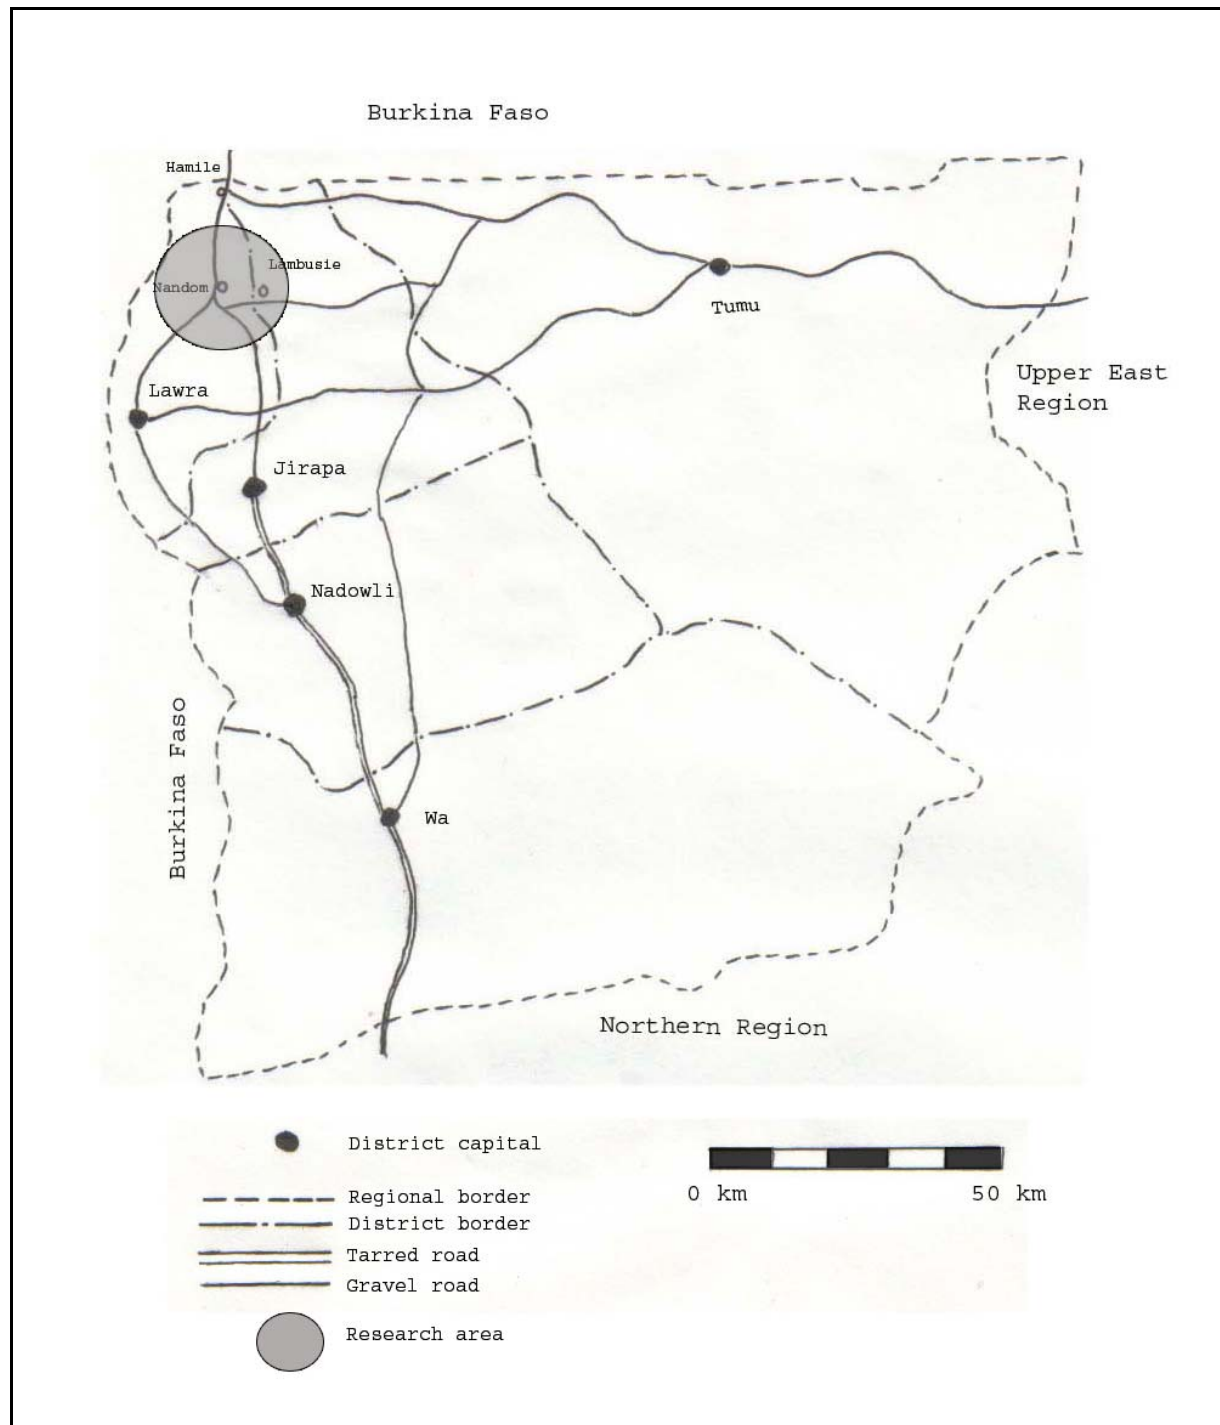 Burkina Faso
Hamile
Lambusie
Nandom
Tumu
Upper East
Region
Lawra
Jirapa
Nadowli
Burkina Faso
Wa
Northern Region
District capital
0 km 50 km
Regional border
District border
Tarred road
Gravel road
Research area